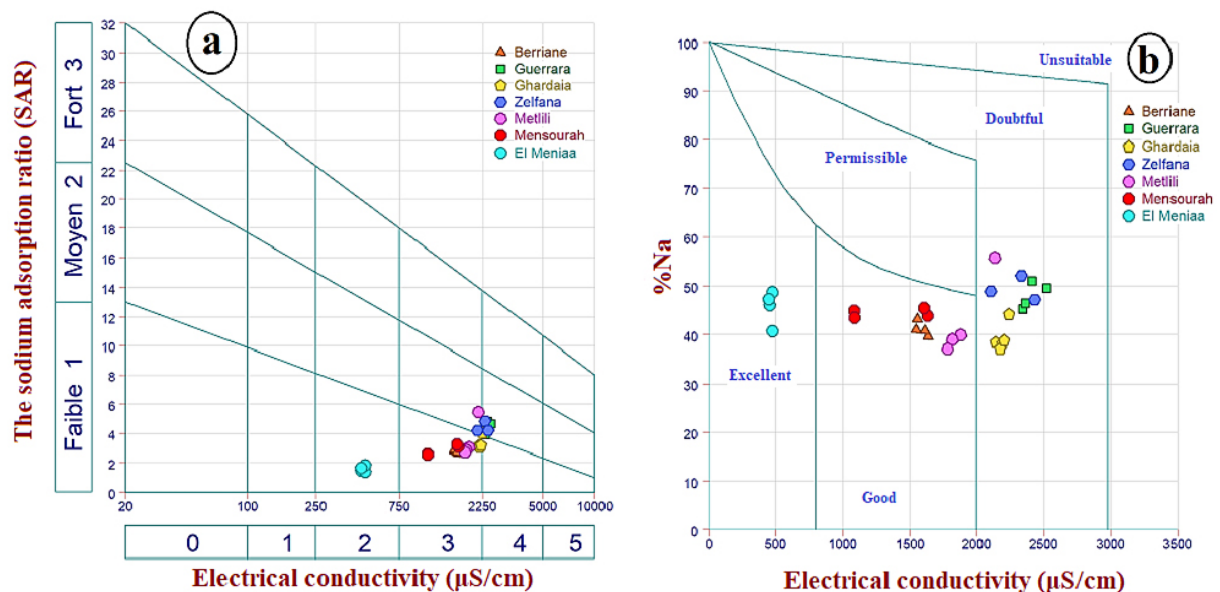 a
The sodium adsorption ratio (SAR)
Fort 3
Moyen 2
Faible 1
32
30
28
26
24
22
20
18
16
14
12
10
8
6
4
2
0
Berriane
Guerrara
Ghardaia
Zelfana
Metlili
Mensourah
El Meniaa
20 100 250 750 2250 5000 10000
0 1 2 3 4 5
Electrical conductivity (µS/cm)
b
%Na
100
90
80
70
60
50
40
30
20
10
0
Unsuitable
Doubtful
Permissible
Excellent
Good
Berriane
Guerrara
Ghardaia
Zelfana
Metlili
Mensourah
El Meniaa
0 500 1000 1500 2000 2500 3000 3500
Electrical conductivity (µS/cm)